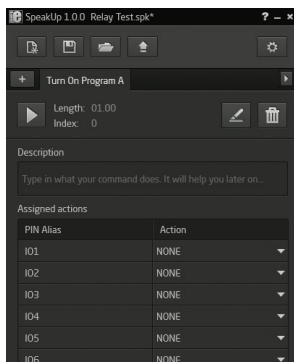 SpeakUp 1.0.0 Relay Test.spk*
? – ×
+ Turn On Program A
Length: 01.00
Index: 0
Description
Type in what your command does. It will help you later on...
Assigned actions
PIN Alias Action
IO1 NONE
IO2 NONE
IO3 NONE
IO4 NONE
IO5 NONE
IO6 NONE